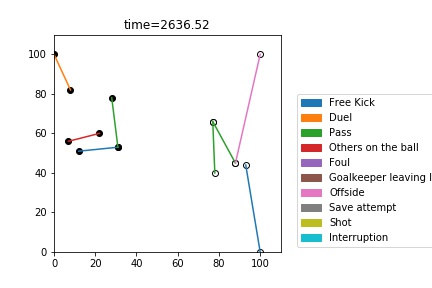 time=2636.52
100
80
60
40
20
0
0
20
40
60
80
100
Free Kick
Duel
Pass
Others on the ball
Foul
Goalkeeper leaving l
Offside
Save attempt
Shot
Interruption